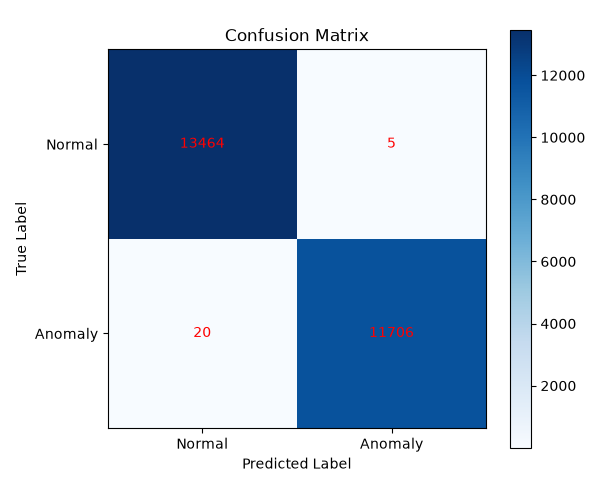 Confusion Matrix
Normal
13464
5
Anomaly
20
11706
Normal
Anomaly
Predicted Label
True Label
12000
10000
8000
6000
4000
2000